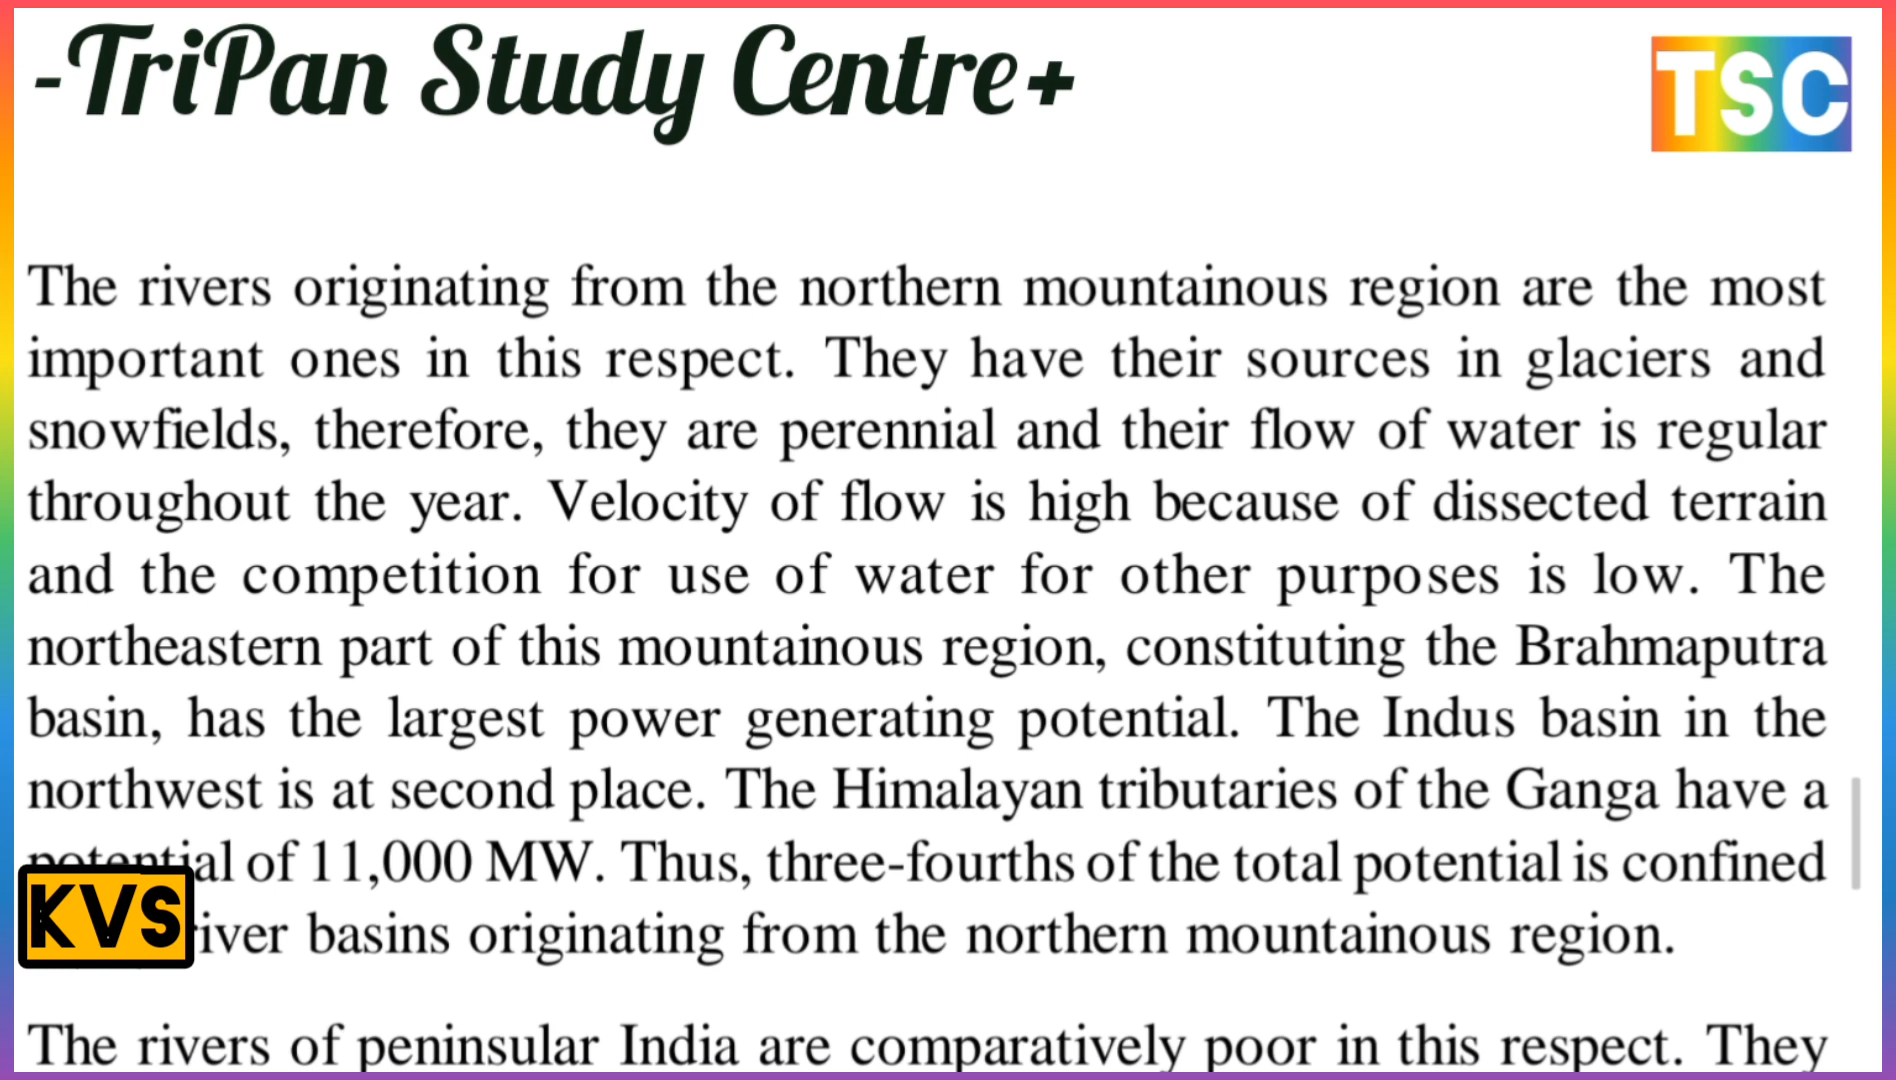 -TriPan Study Centre+
TSC
The rivers originating from the northern mountainous region are the most
important ones in this respect. They have their sources in glaciers and
snowfields, therefore, they are perennial and their flow of water is regular
throughout the year. Velocity of flow is high because of dissected terrain
and the competition for use of water for other purposes is low. The
northeastern part of this mountainous region, constituting the Brahmaputra
basin, has the largest power generating potential. The Indus basin in the
northwest is at second place. The Himalayan tributaries of the Ganga have a
potential of 11,000 MW. Thus, three-fourths of the total potential is confined
river basins originating from the northern mountainous region.
KVS
The rivers of peninsular India are comparatively poor in this respect. They